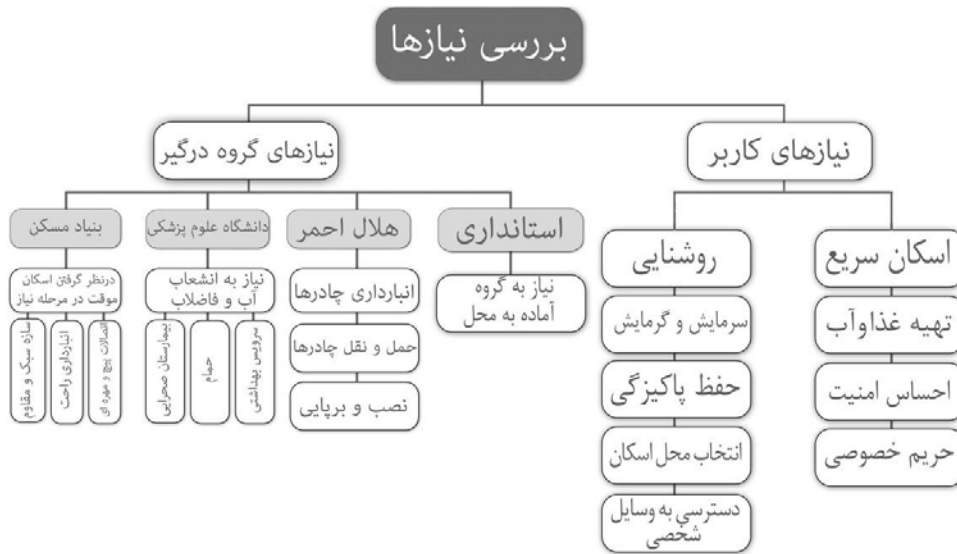 بررسی نیازها
نیازهای کاربر
نیازهای گروه درگیر
اسکان سریع
تهیه غذاوآب
احساس امنیت
حریم خصوصی
روشنایی
سرمایش و گرمایش
حفظ پاکیزگی
انتخاب محل اسکان
دسترسی به وسایل
شخصی
استانداری
نیاز به گروه
آماده به محل
هلال احمر
انبارداری چادرها
حمل و نقل چادرها
نصب و برپایی
دانشگاه علوم پزشکی
نیاز به انشعاب
آب و فاضلاب
سرویس بهداشتی
حمام
بیمارستان صحرایی
بنیاد مسکن
درنظر گرفتن اسکان
موقت در مرحله نیاز
اتصالات پیچ و مهره ای
انبارداری راحت
سازه سبک و مقاوم